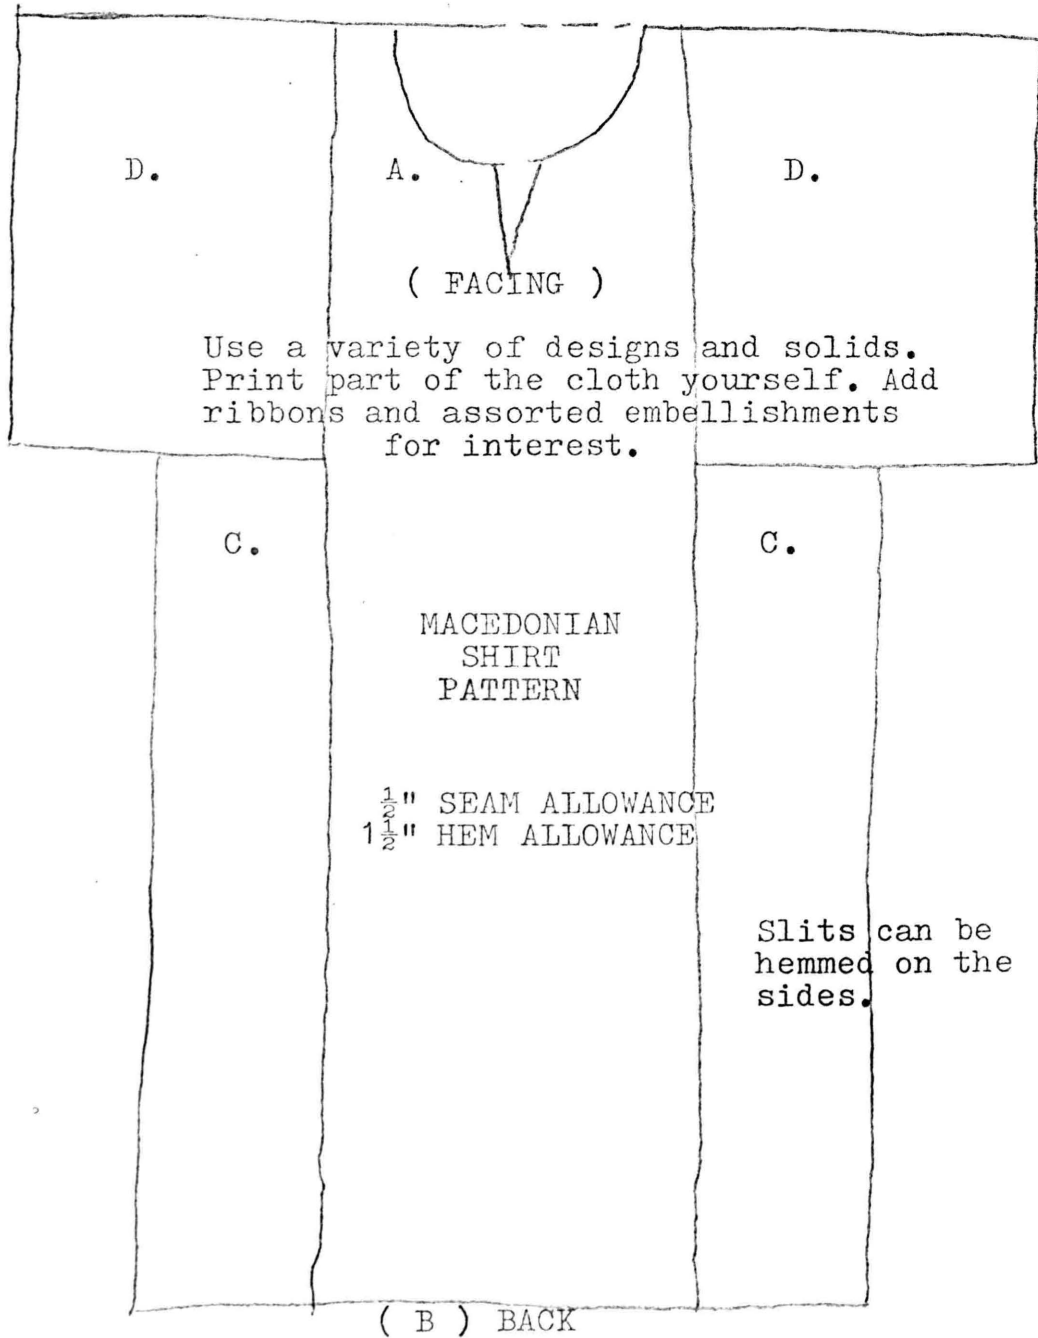 D. A. D.
( FACING )
Use a variety of designs and solids.
Print part of the cloth yourself. Add
ribbons and assorted embellishments
for interest.
C. C.
MACEDONIAN
SHIRT
PATTERN
½" SEAM ALLOWANCE
1½" HEM ALLOWANCE
Slits can be
hemmed on the
sides.
( B ) BACK